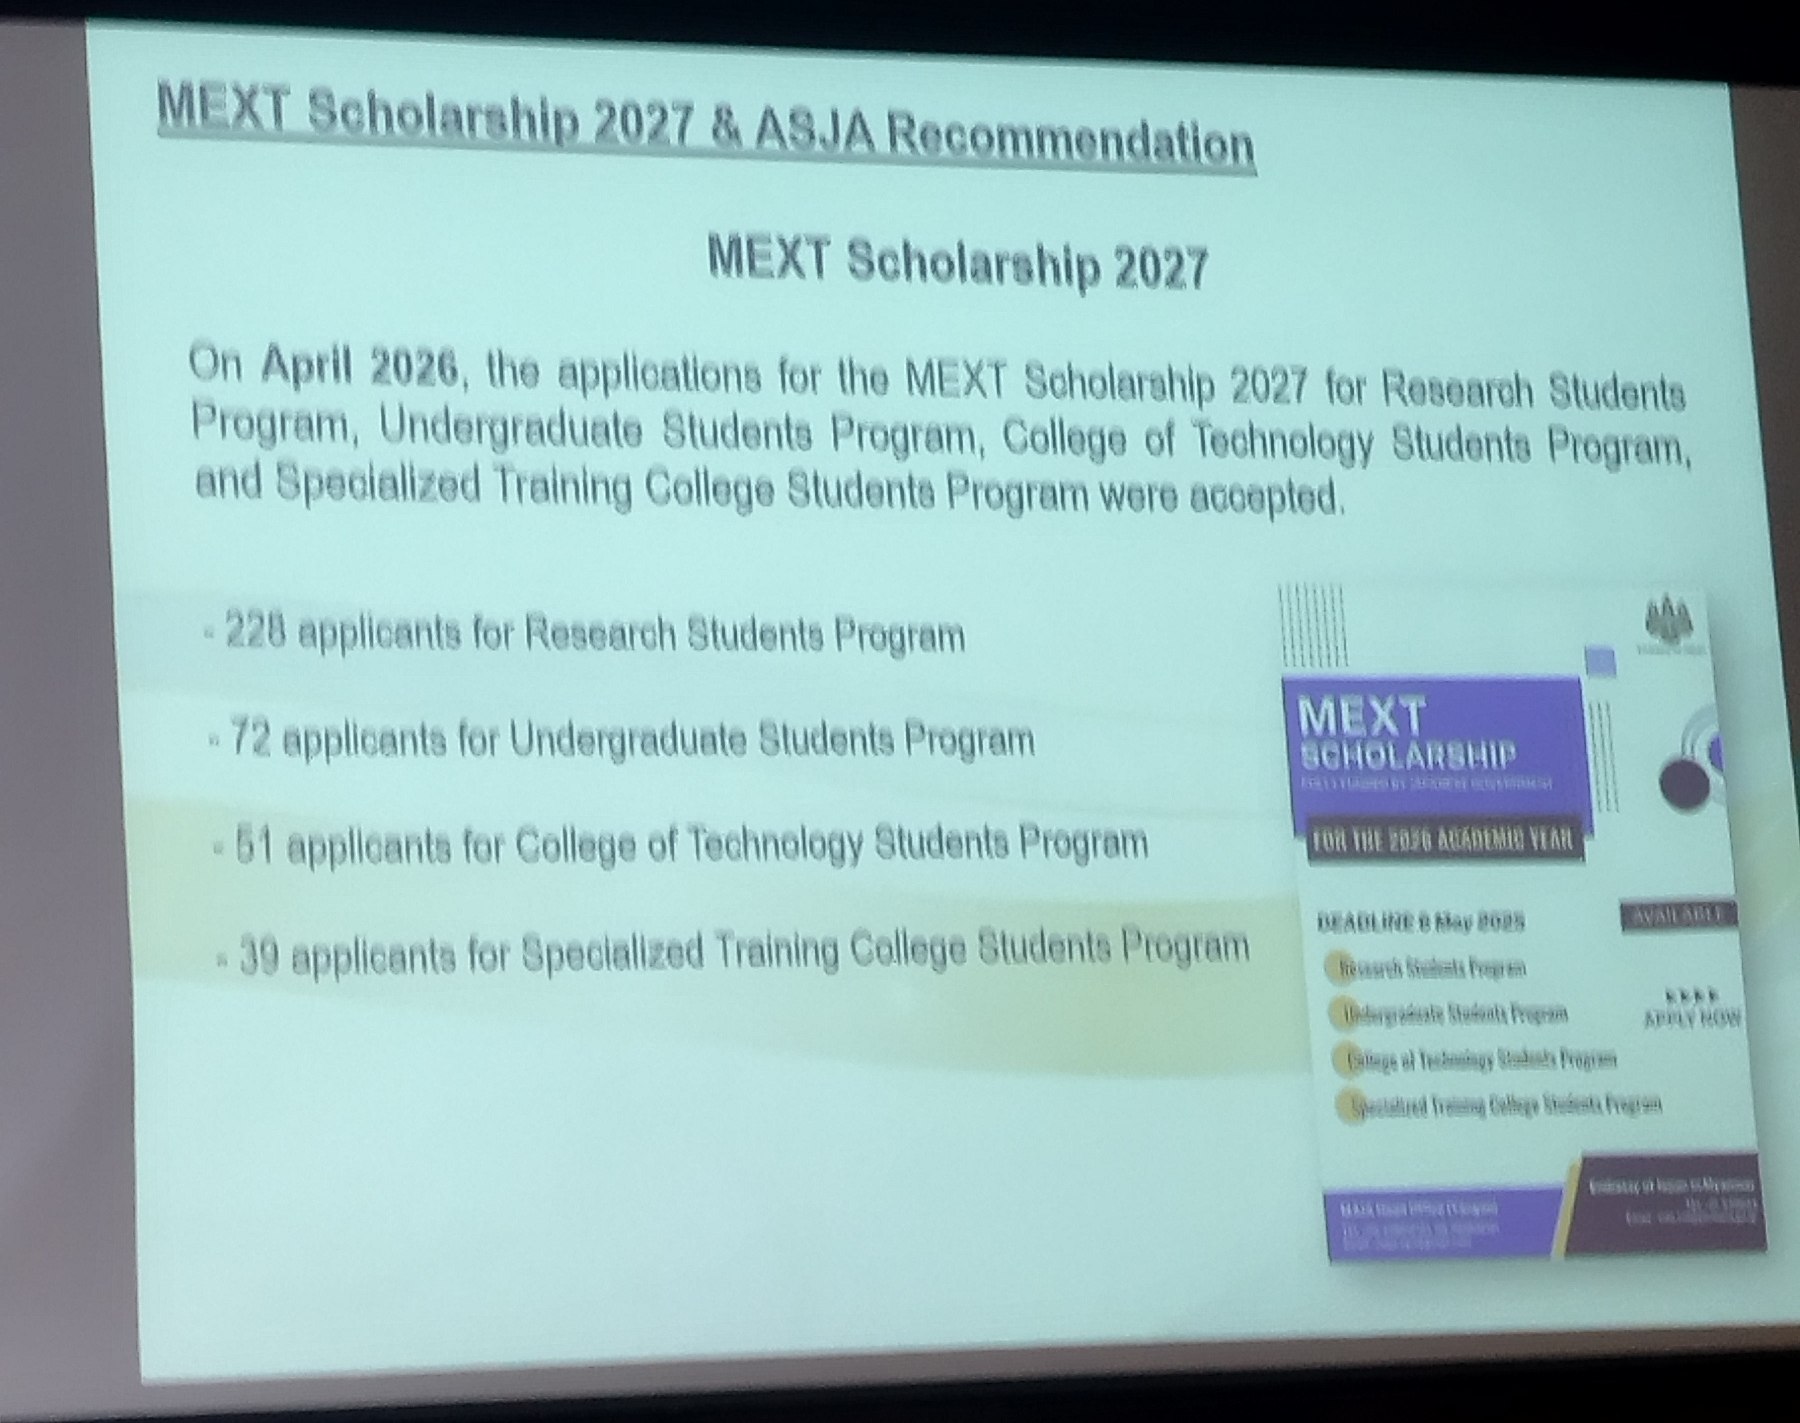 MEXT Scholarship 2027 & ASJA Recommendation
MEXT Scholarship 2027
On April 2026, the applications for the MEXT Scholarship 2027 for Research Students
Program, Undergraduate Students Program, College of Technology Students Program,
and Specialized Training College Students Program were accepted.
- 228 applicants for Research Students Program
- 72 applicants for Undergraduate Students Program
- 51 applicants for College of Technology Students Program
- 39 applicants for Specialized Training College Students Program
MEXT
SCHOLARSHIP
FOR THE 2026 ACADEMIC YEAR
DEADLINE May 2025
AVAILABLE
Research Students Program
Undergraduate Students Program
College of Technology Students Program
Specialized Training College Students Program
APPLY NOW
Embassy of Japan in Myanmar